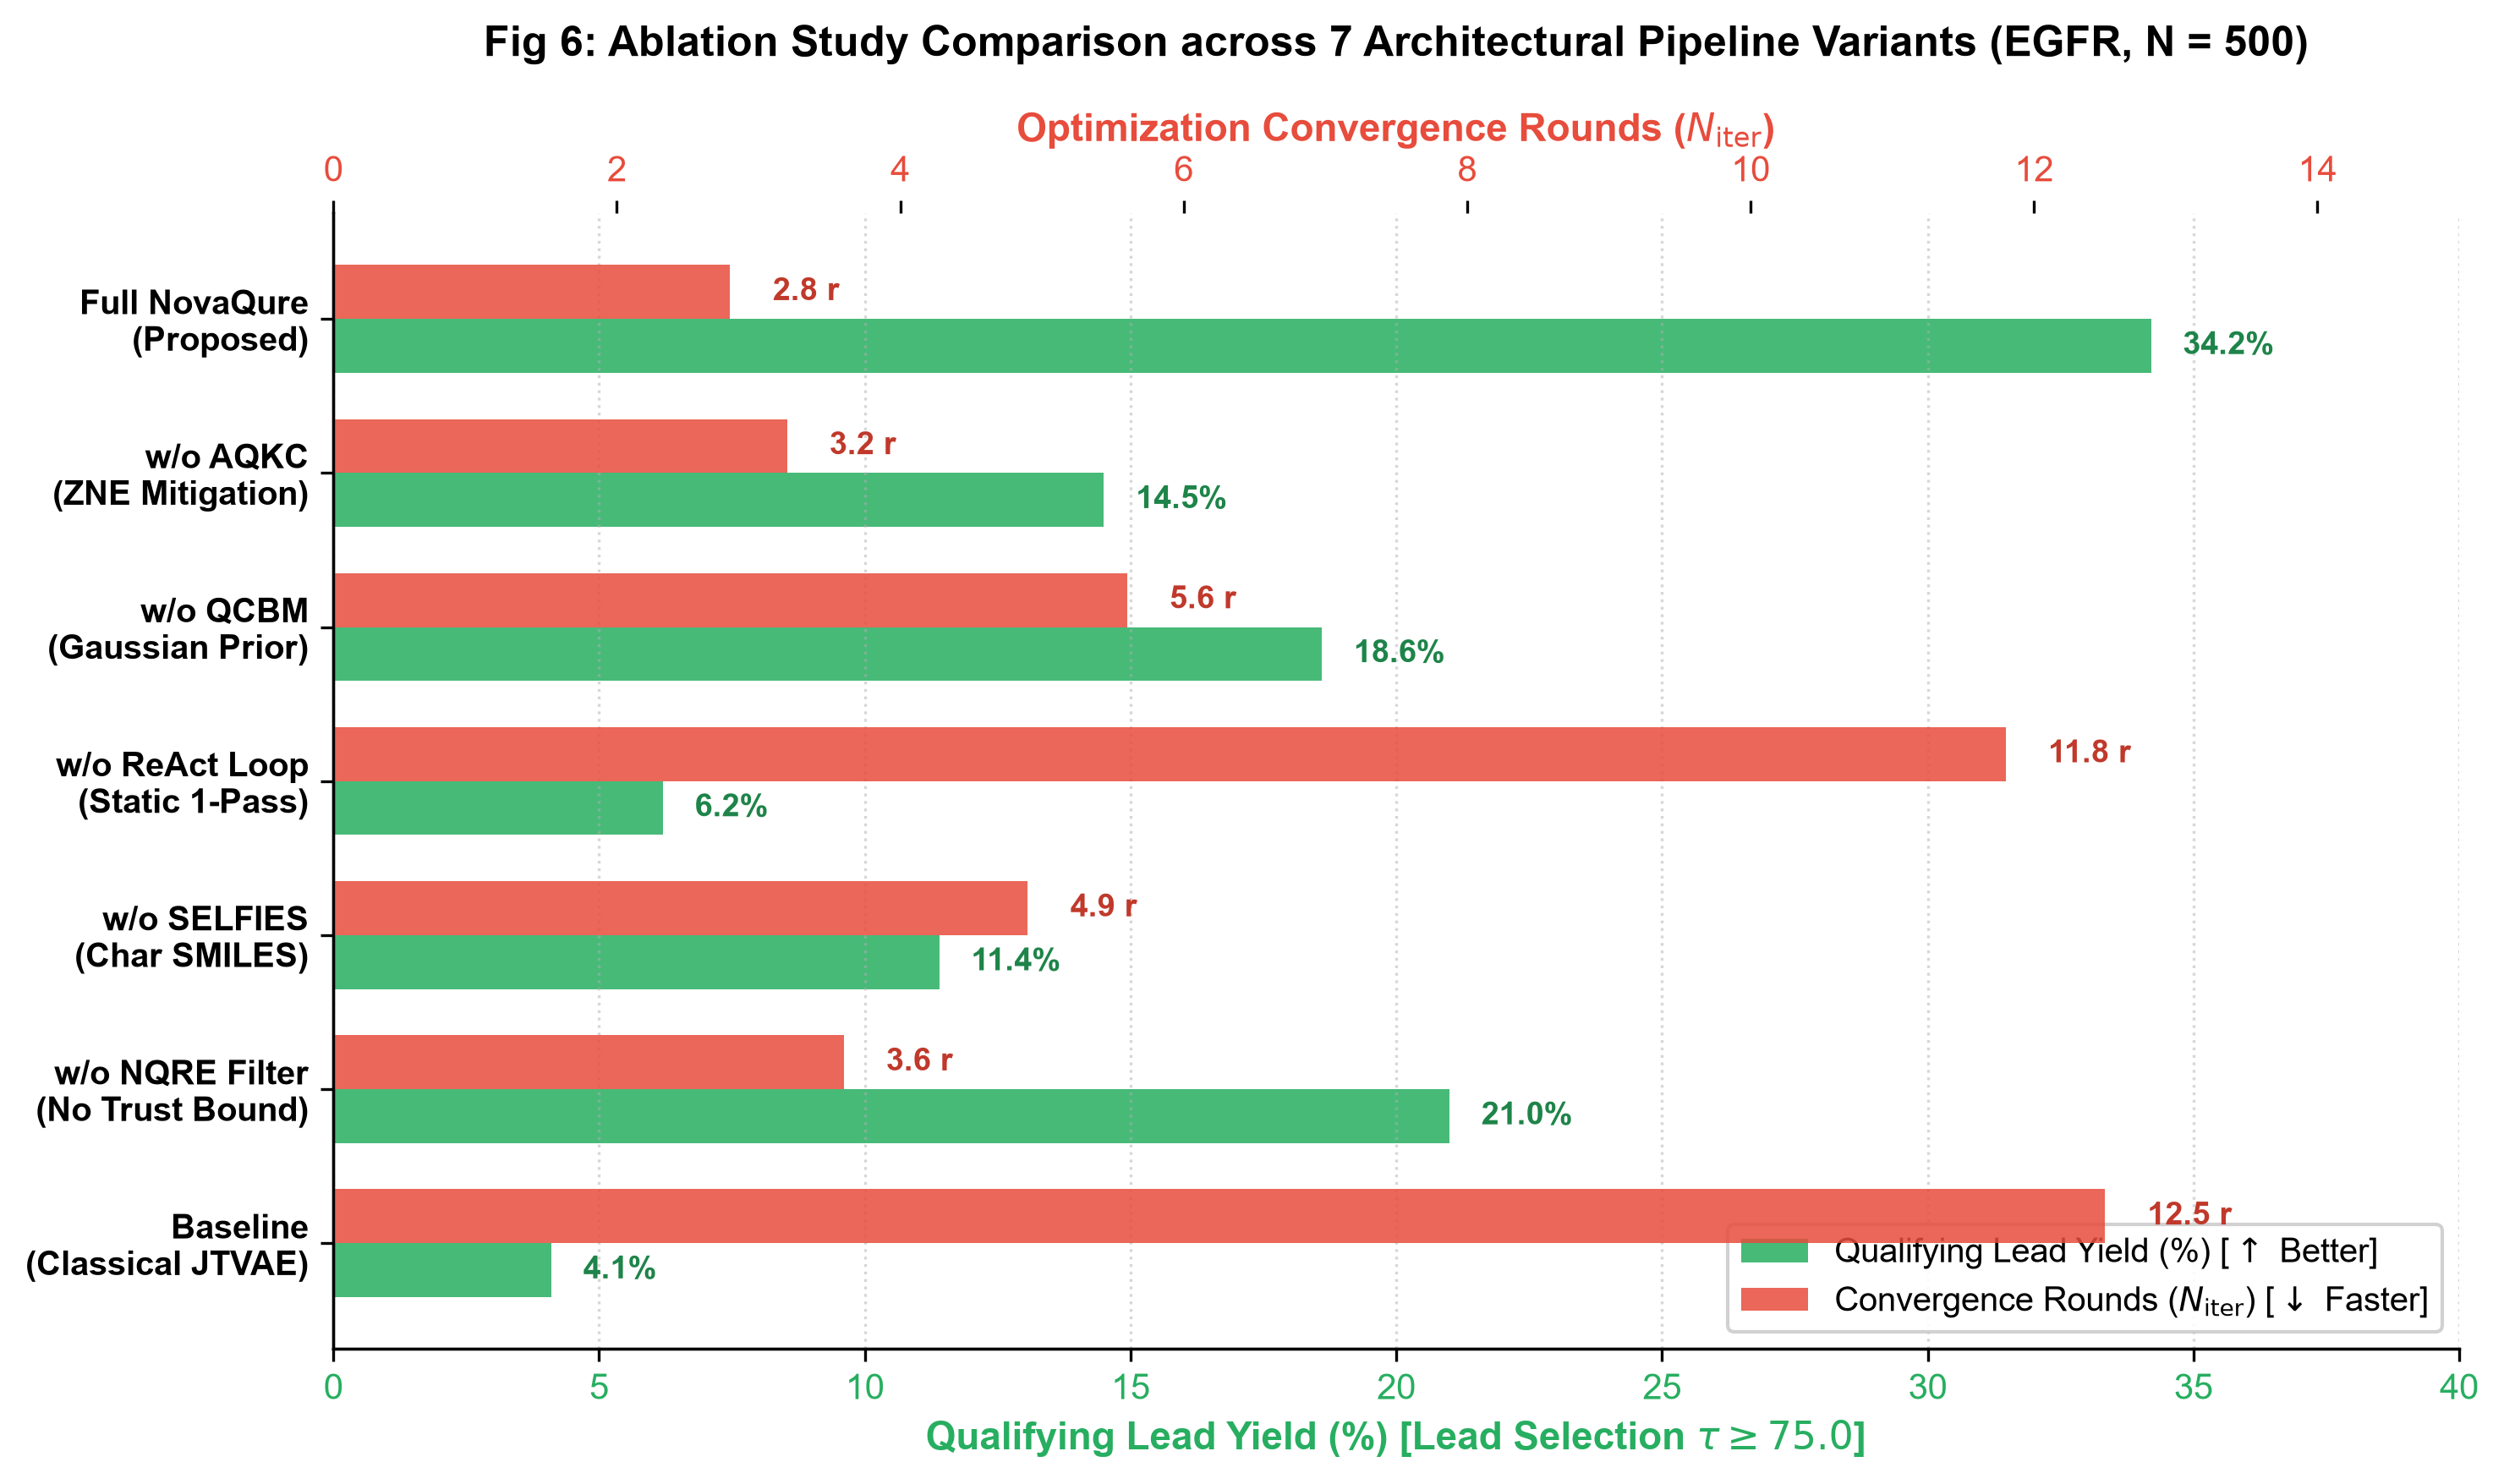 Fig 6: Ablation Study Comparison across 7 Architectural Pipeline Variants (EGFR, N = 500)
Optimization Convergence Rounds (N_iter)
0 2 4 6 8 10 12 14
Full NovaQure
(Proposed)
2.8 r
34.2%
w/o AQKC
(ZNE Mitigation)
3.2 r
14.5%
w/o QCBM
(Gaussian Prior)
5.6 r
18.6%
w/o ReAct Loop
(Static 1-Pass)
11.8 r
6.2%
w/o SELFIES
(Char SMILES)
4.9 r
11.4%
w/o NQRE Filter
(No Trust Bound)
3.6 r
21.0%
Baseline
(Classical JTVAE)
12.5 r
4.1%
Qualifying Lead Yield (%) [↑ Better]
Convergence Rounds (N_iter) [↓ Faster]
0 5 10 15 20 25 30 35 40
Qualifying Lead Yield (%) [Lead Selection τ ≥ 75.0]